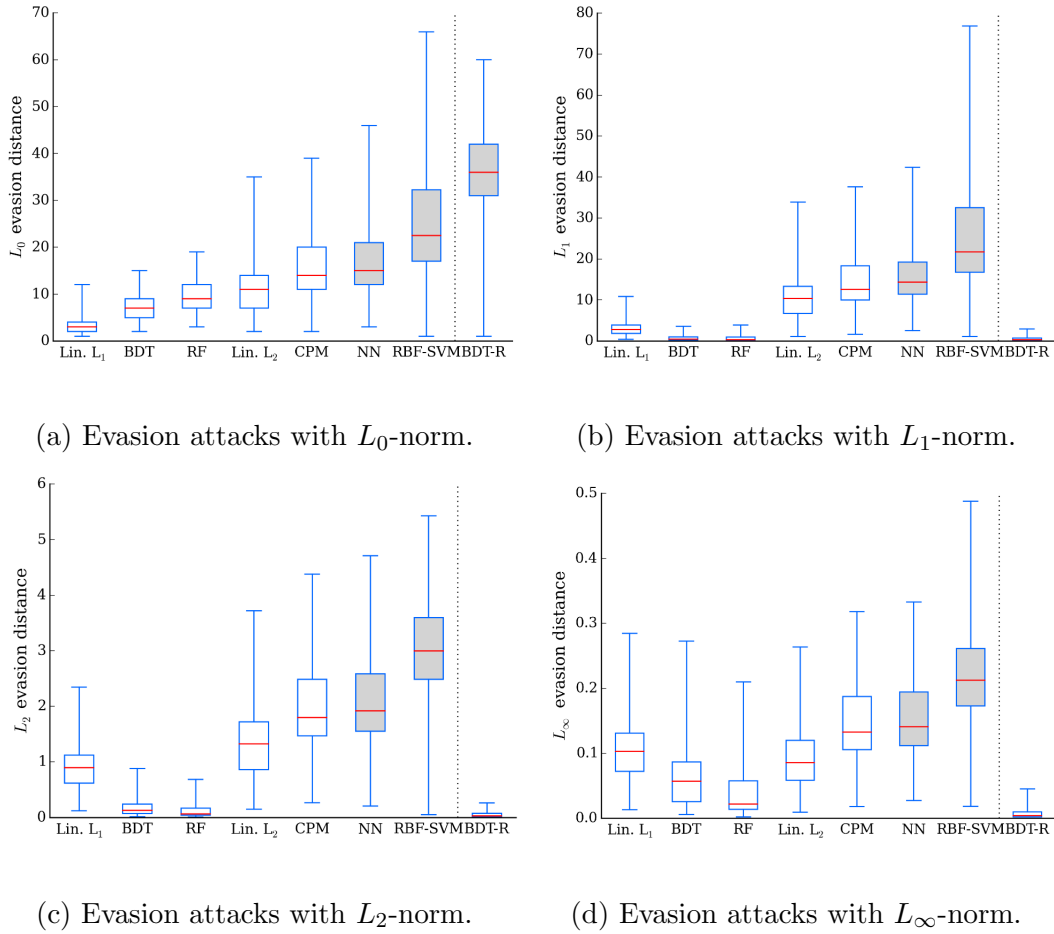 70
60
50
40
30
20
10
0
L₀ evasion distance
Lin. L₁ BDT RF Lin. L₂ CPM NN RBF-SVM BDT-R
(a) Evasion attacks with L₀-norm.
80
70
60
50
40
30
20
10
0
L₁ evasion distance
Lin. L₁ BDT RF Lin. L₂ CPM NN RBF-SVM BDT-R
(b) Evasion attacks with L₁-norm.
6
5
4
3
2
1
0
L₂ evasion distance
Lin. L₁ BDT RF Lin. L₂ CPM NN RBF-SVM BDT-R
(c) Evasion attacks with L₂-norm.
0.5
0.4
0.3
0.2
0.1
0.0
L∞ evasion distance
Lin. L₁ BDT RF Lin. L₂ CPM NN RBF-SVM BDT-R
(d) Evasion attacks with L∞-norm.